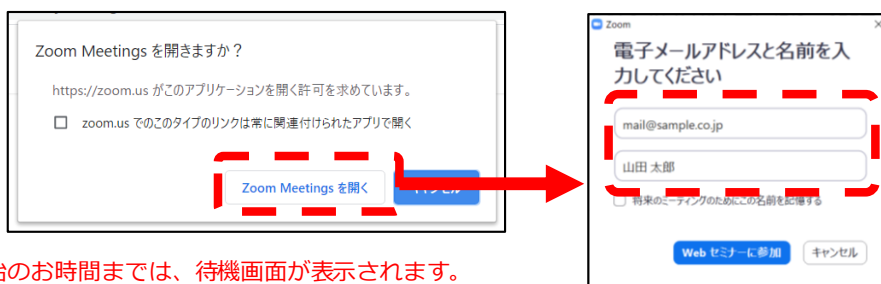 Zoom Meetings を開きますか？
https://zoom.us がこのアプリケーションを開く許可を求めています。
zoom.us でのこのタイプのリンクは常に関連付けられたアプリで開く
Zoom Meetings を開く
Zoom
電子メールアドレスと名前を入
力してください
mail@sample.co.jp
山田 太郎
将来のミーティングのためにこの名前を記憶する
Web セミナーに参加 キャンセル
のお時間までは、待機画面が表示されます。